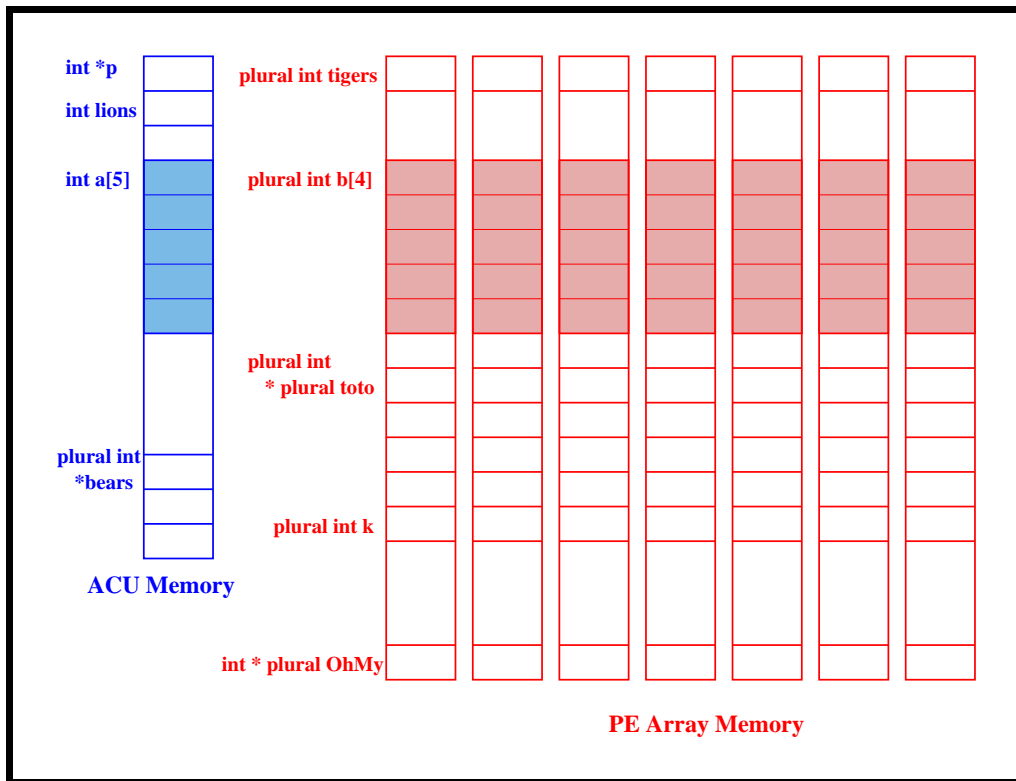 int *p
int lions
int a[5]
plural int
*bears
ACU Memory
plural int tigers
plural int b[4]
plural int
* plural toto
plural int k
int * plural OhMy
PE Array Memory